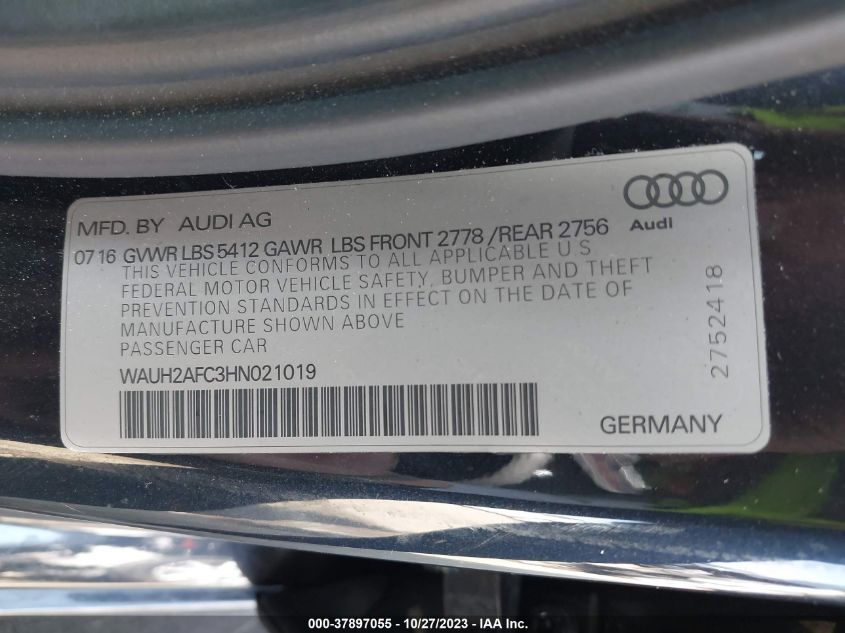 MFD. BY AUDI AG
Audi
07 16 GVWR LBS 5412 GAWR LBS FRONT 2778 /REAR 2756
THIS VEHICLE CONFORMS TO ALL APPLICABLE U S
FEDERAL MOTOR VEHICLE SAFETY, BUMPER AND THEFT
PREVENTION STANDARDS IN EFFECT ON THE DATE OF
MANUFACTURE SHOWN ABOVE
PASSENGER CAR
WAUH2AFC3HN021019
2752418
GERMANY
000-37897055 - 10/27/2023 - IAA Inc.